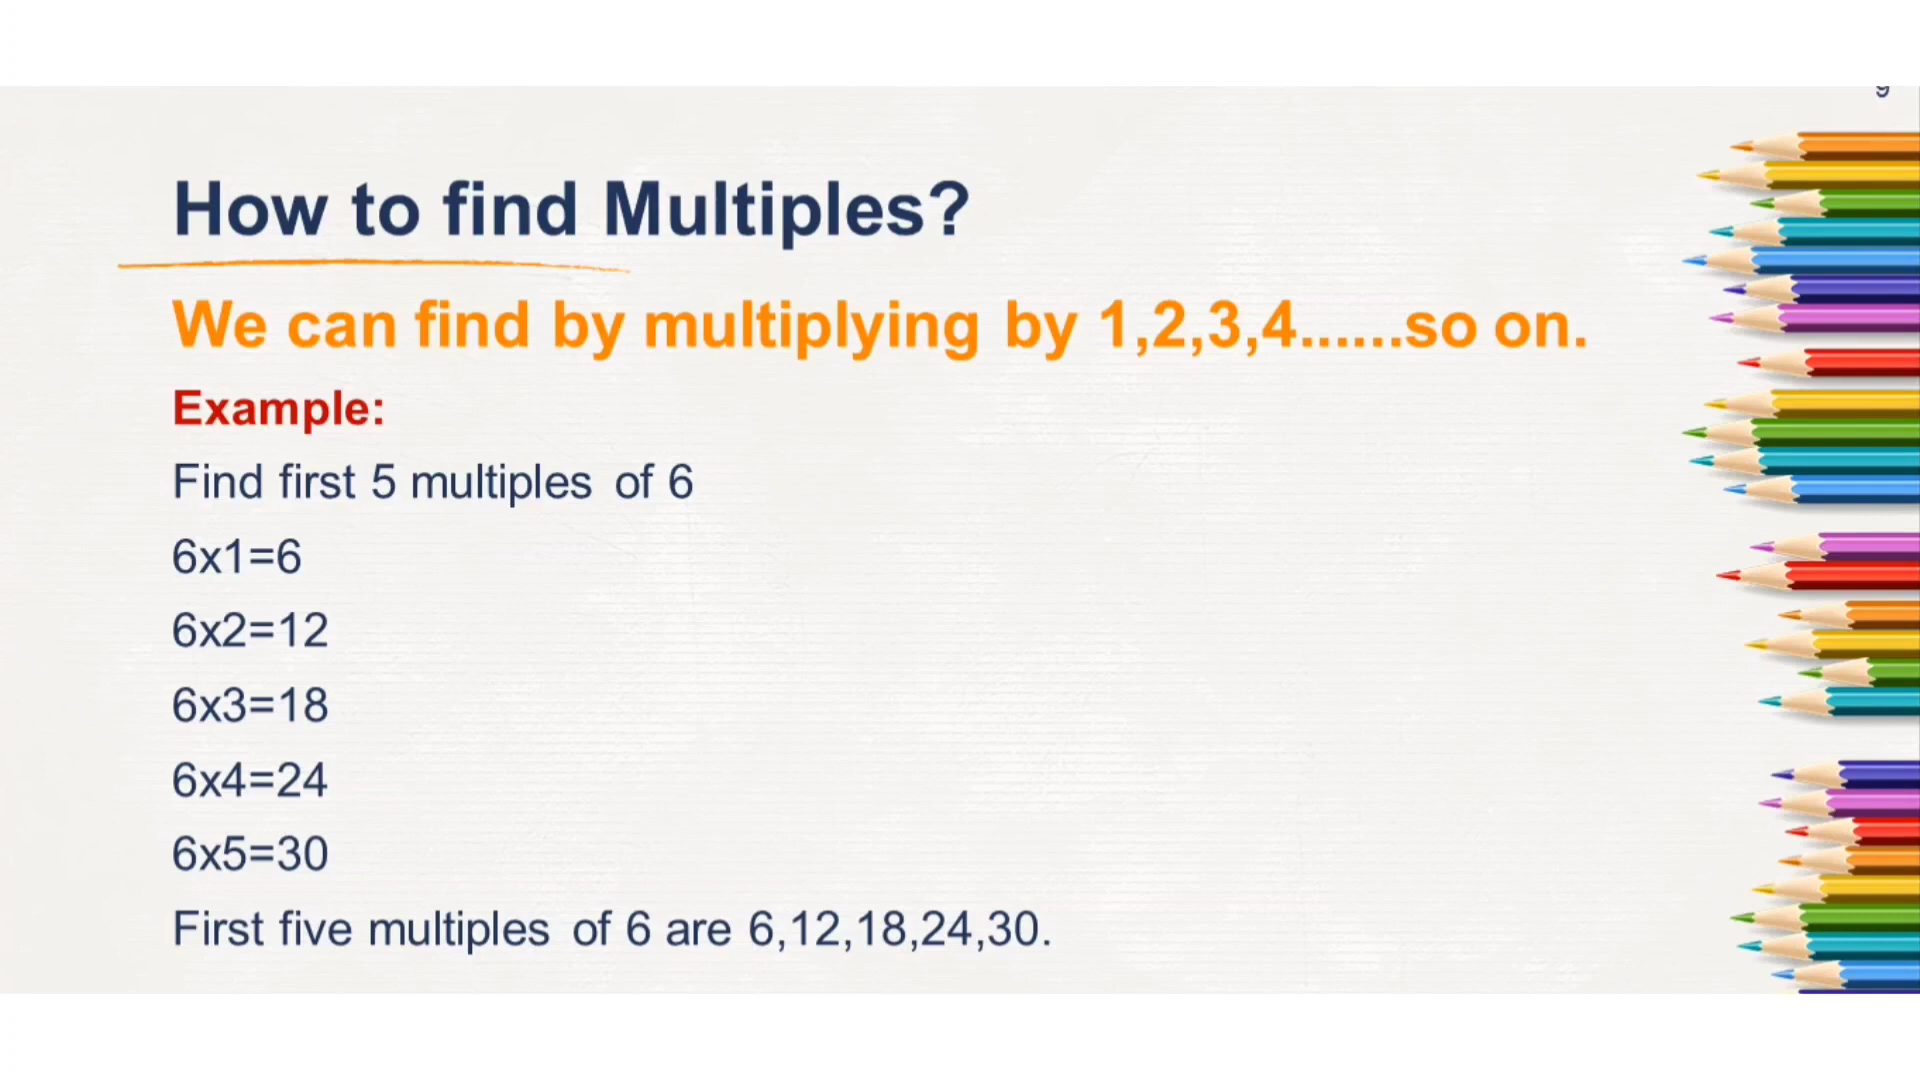 9
How to find Multiples?
We can find by multiplying by 1,2,3,4......so on.
Example:
Find first 5 multiples of 6
6x1=6
6x2=12
6x3=18
6x4=24
6x5=30
First five multiples of 6 are 6,12,18,24,30.